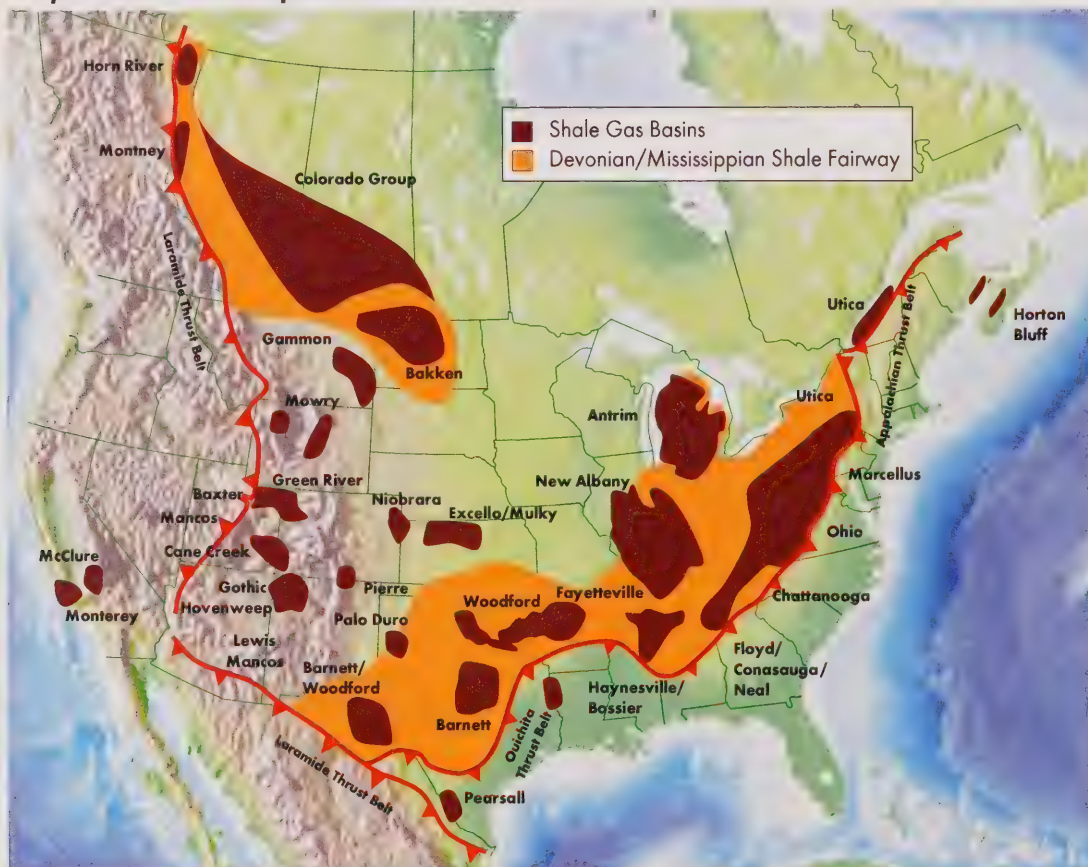 Horn River
Montney
Shale Gas Basins
Devonian/Mississippian Shale Fairway
Colorado Group
Laramide Thrust Belt
Utica
Horton
Bluff
Appalachian Thrust Belt
Gammon
Bakken
Mowry
Antrim
Utica
Green River
Baxter
Mancos
Niobrara
Excello/Mulky
New Albany
Marcellus
Ohio
McClure
Cane Creek
Gothic
Pierre
Monterey
Hovenweep
Palo Duro
Woodford
Fayetteville
Chattanooga
Lewis
Mancos
Barnett/
Woodford
Barnett
Haynesville/
Bossier
Floyd/
Conasauga/
Neal
Ouichita
Thrust Belt
Laramide Thrust Belt
Pearsall